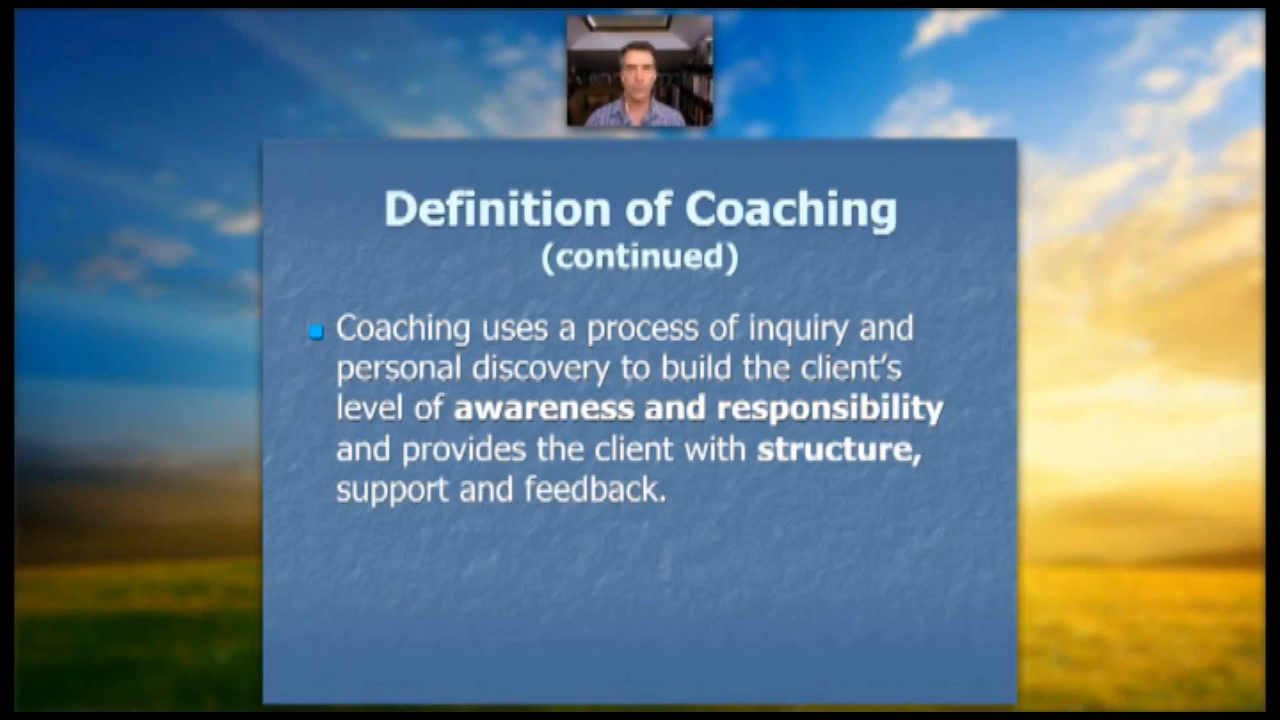 Definition of Coaching
(continued)
Coaching uses a process of inquiry and
personal discovery to build the client’s
level of awareness and responsibility
and provides the client with structure,
support and feedback.